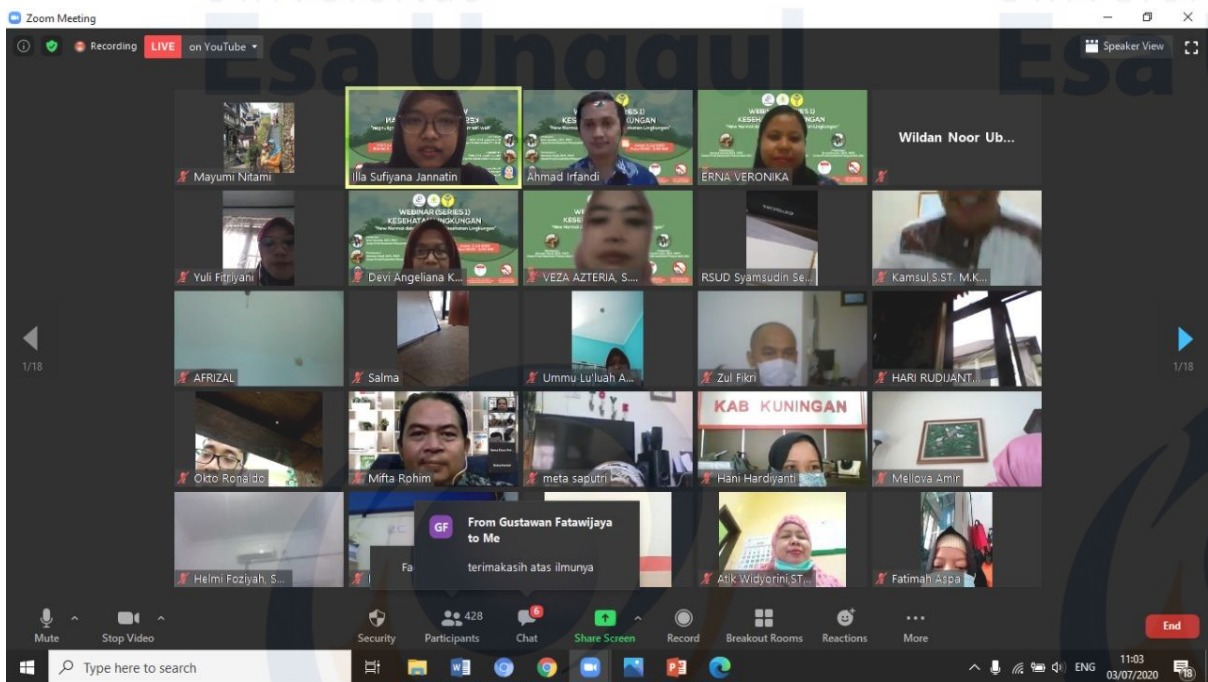 Zoom Meeting
Recording LIVE on YouTube
Speaker View
Esa Unggul
Esa
Mayumi Nitami
Illa Sufiyana Jannatin
Ahmad Irfandi
ERNA VERONIKA
Wildan Noor Ub...
Yuli Fitriyani
WEBINAR (SERIES 1)
KESEHATAN LINGKUNGAN
Devi Angeliana K...
VEZA AZTERIA, S....
RSUD Syamsudin Se...
Kamsul,S.ST. M.K...
1/18
1/18
AFRIZAL
Salma
Ummu Lu'luah A...
Zul Fikri
HARI RUDIJANT...
KAB KUNINGAN
Okto Ronaldo
Mifta Rohim
meta saputri
Hani Hardiyanti
Mellova Amir
GF
From Gustawan Fatawijaya
to Me
terimakasih atas ilmunya
Fa
Helmi Foziyah, S...
Atik Widyorini,ST...
Fatimah Aspa
428
6
Mute
Stop Video
Security
Participants
Chat
Share Screen
Record
Breakout Rooms
Reactions
More
End
Type here to search
ENG
11:03
03/07/2020
18